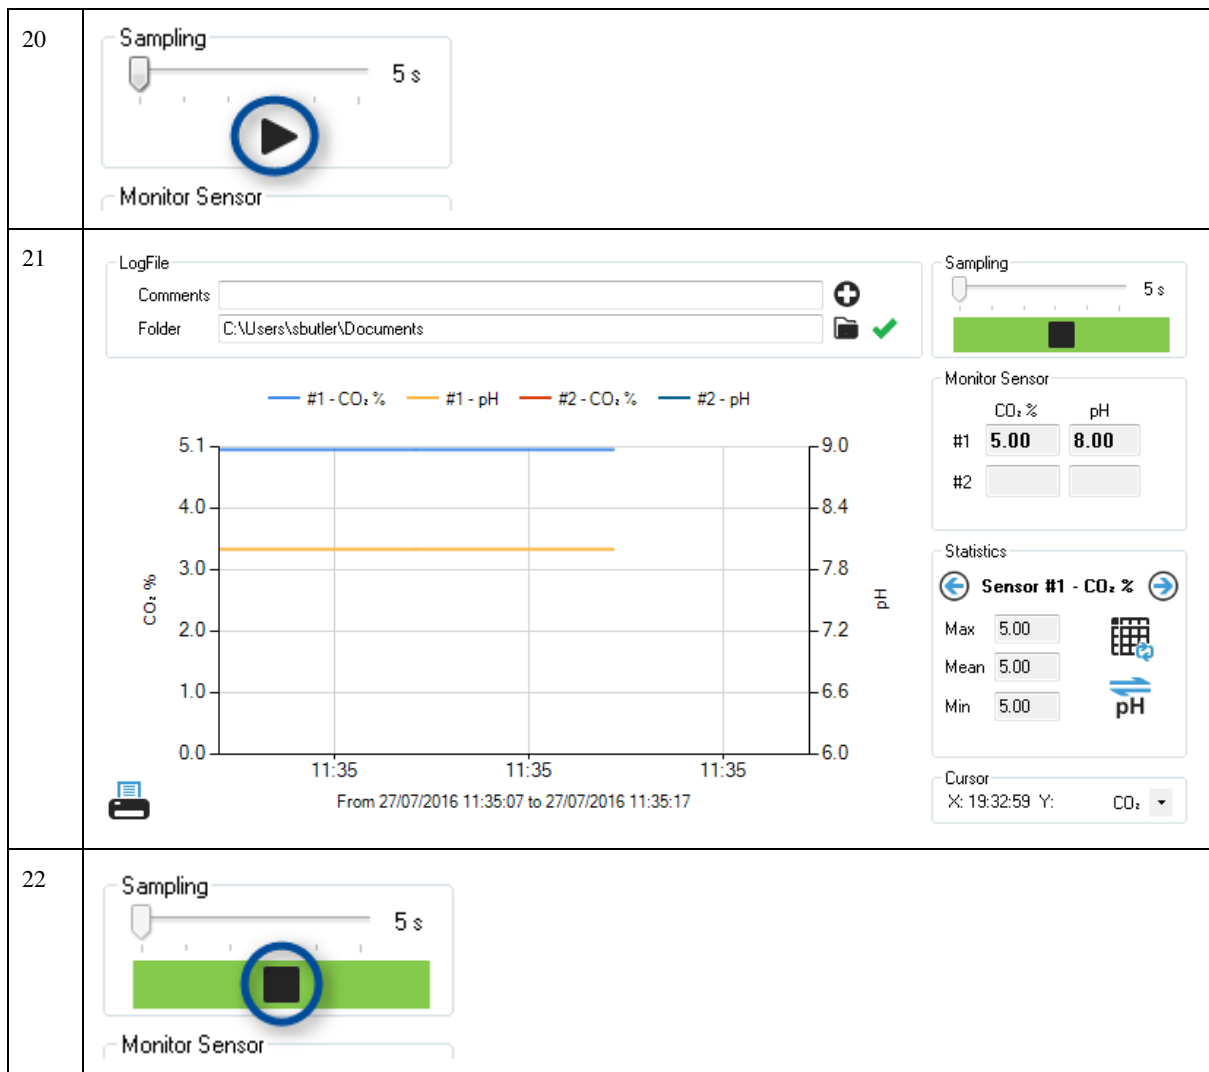 20
Sampling
5 s
Monitor Sensor
21
LogFile
Comments
Folder C:\Users\sbutler\Documents
Sampling
5 s
#1 - CO₂ % #1 - pH #2 - CO₂ % #2 - pH
5.1
4.0
3.0
2.0
1.0
0.0
CO₂ %
9.0
8.4
7.8
7.2
6.6
6.0
pH
11:35 11:35 11:35
From 27/07/2016 11:35:07 to 27/07/2016 11:35:17
Monitor Sensor
CO₂ % pH
#1 5.00 8.00
#2
Statistics
Sensor #1 - CO₂ %
Max 5.00
Mean 5.00
Min 5.00
pH
Cursor
X: 19:32:59 Y: CO₂
22
Sampling
5 s
Monitor Sensor